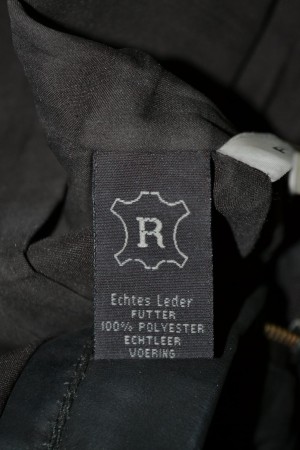 R
Echtes Leder
FUTTER
100% POLYESTER
ECHTLEER
VOERING